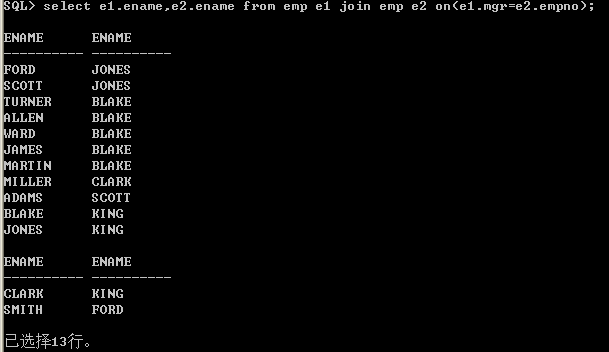 SQL> select e1.ename,e2.ename from emp e1 join emp e2 on(e1.mgr=e2.empno);
ENAME ENAME
---------- ----------
FORD JONES
SCOTT JONES
TURNER BLAKE
ALLEN BLAKE
WARD BLAKE
JAMES BLAKE
MARTIN BLAKE
MILLER CLARK
ADAMS SCOTT
BLAKE KING
JONES KING
ENAME ENAME
---------- ----------
CLARK KING
SMITH FORD
已选择13行。